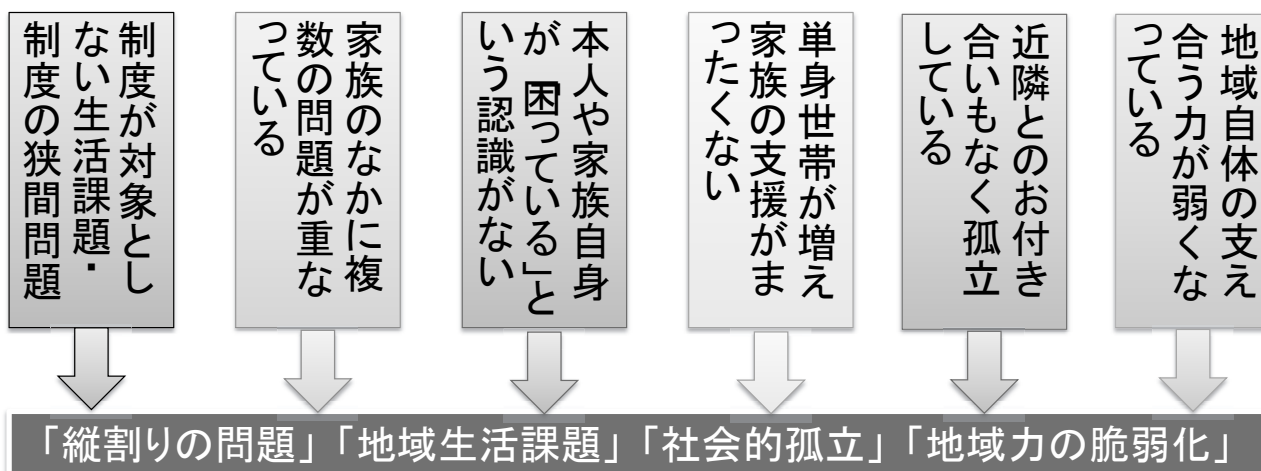 制度が対象とし
ない生活課題・
制度の狭間問題
家族のなかに複
数の問題が重な
っている
本人や家族自身
が「困っている」と
いう認識がない
単身世帯が増え
家族の支援がま
ったくない
近隣とのお付き
合いもなく孤立
している
地域自体の支え
合う力が弱くな
っている
「縦割りの問題」「地域生活課題」「社会的孤立」「地域力の脆弱化」